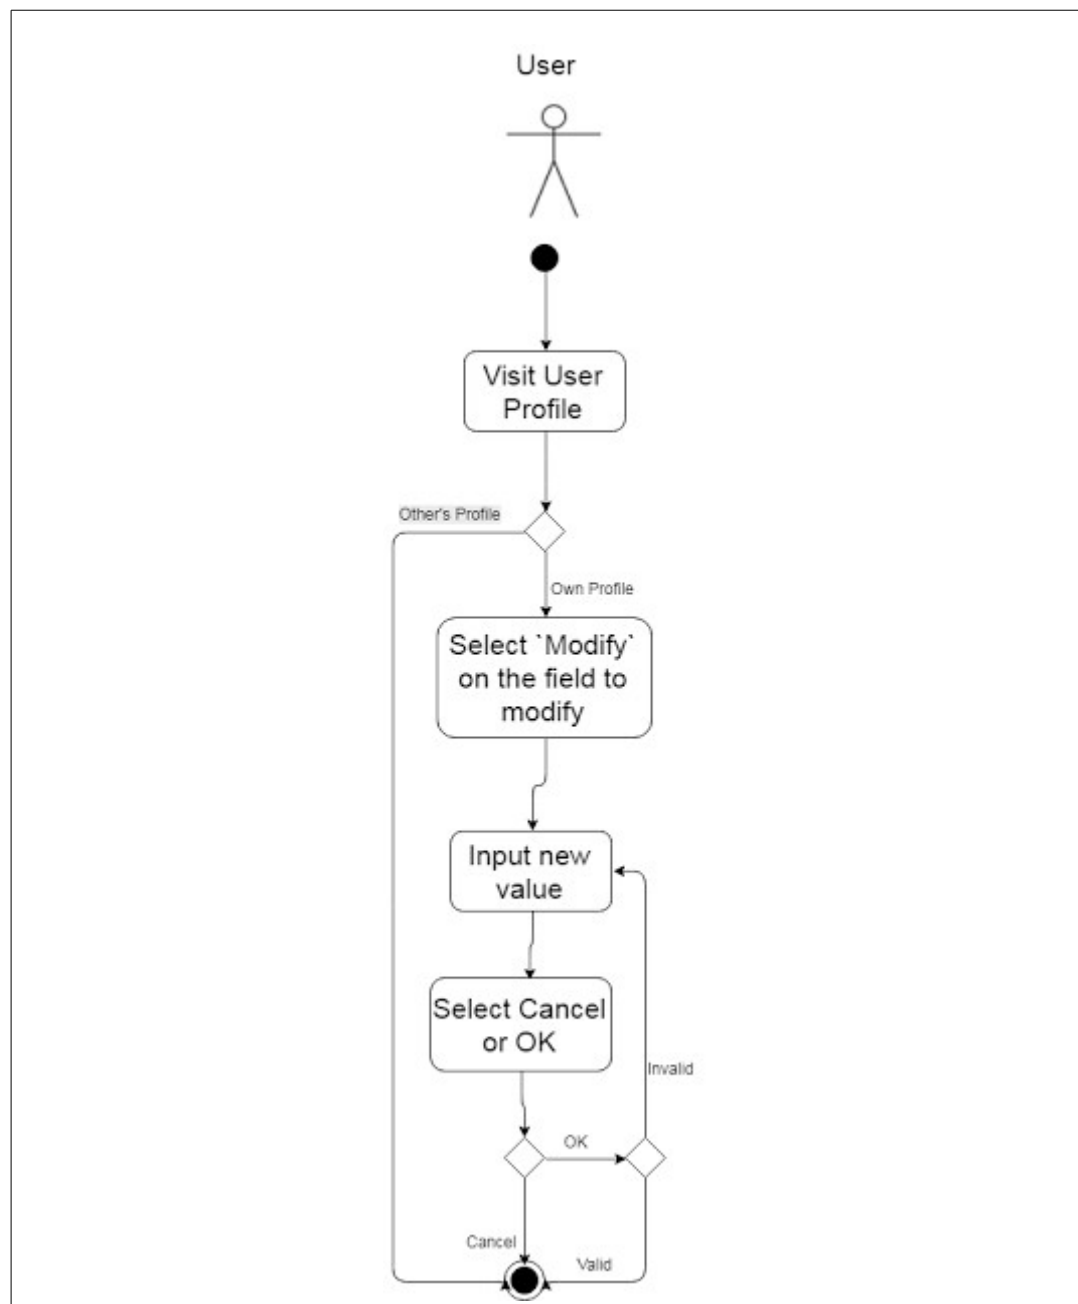 User
Visit User
Profile
Other's Profile
Own Profile
Select `Modify`
on the field to
modify
Input new
value
Select Cancel
or OK
Invalid
OK
Cancel
Valid